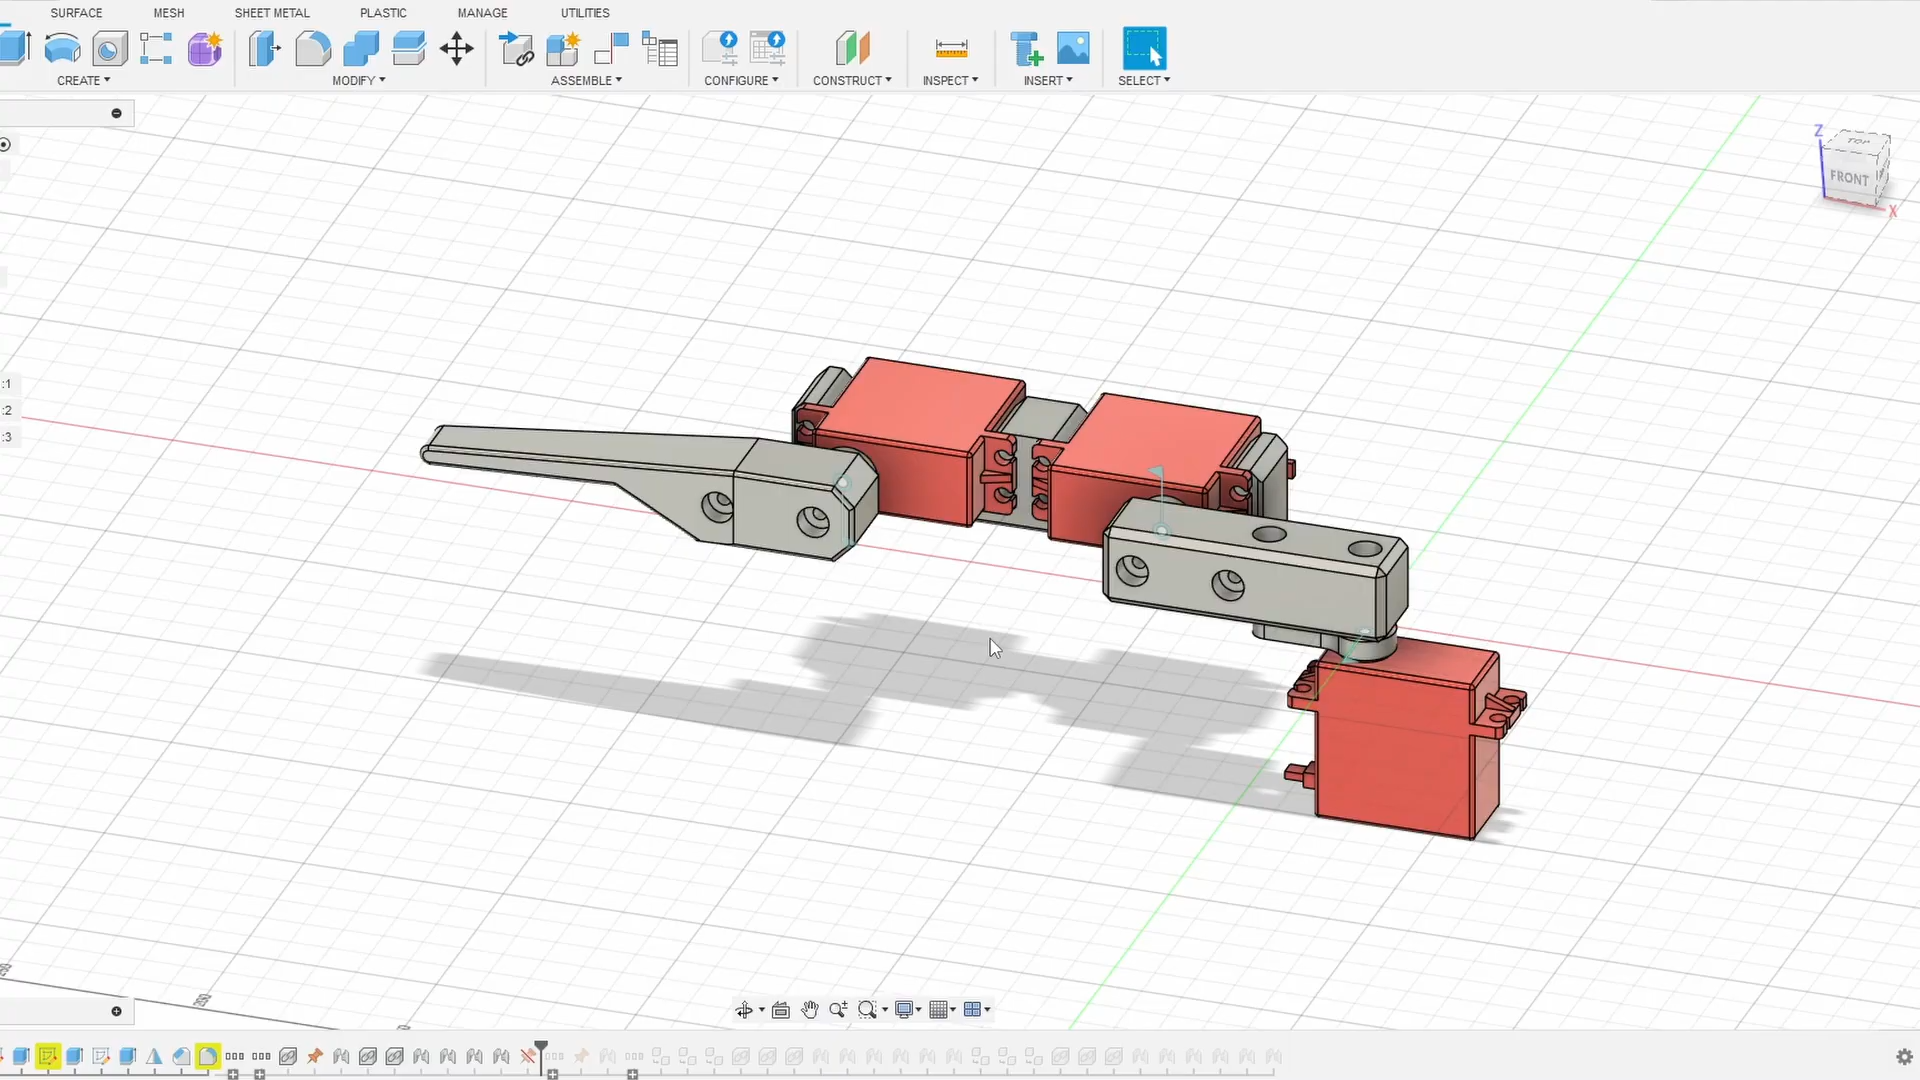 SURFACE MESH SHEET METAL PLASTIC MANAGE UTILITIES
CREATE MODIFY ASSEMBLE CONFIGURE CONSTRUCT INSPECT INSERT SELECT
Z
TOP
FRONT
X
:1
:2
:3